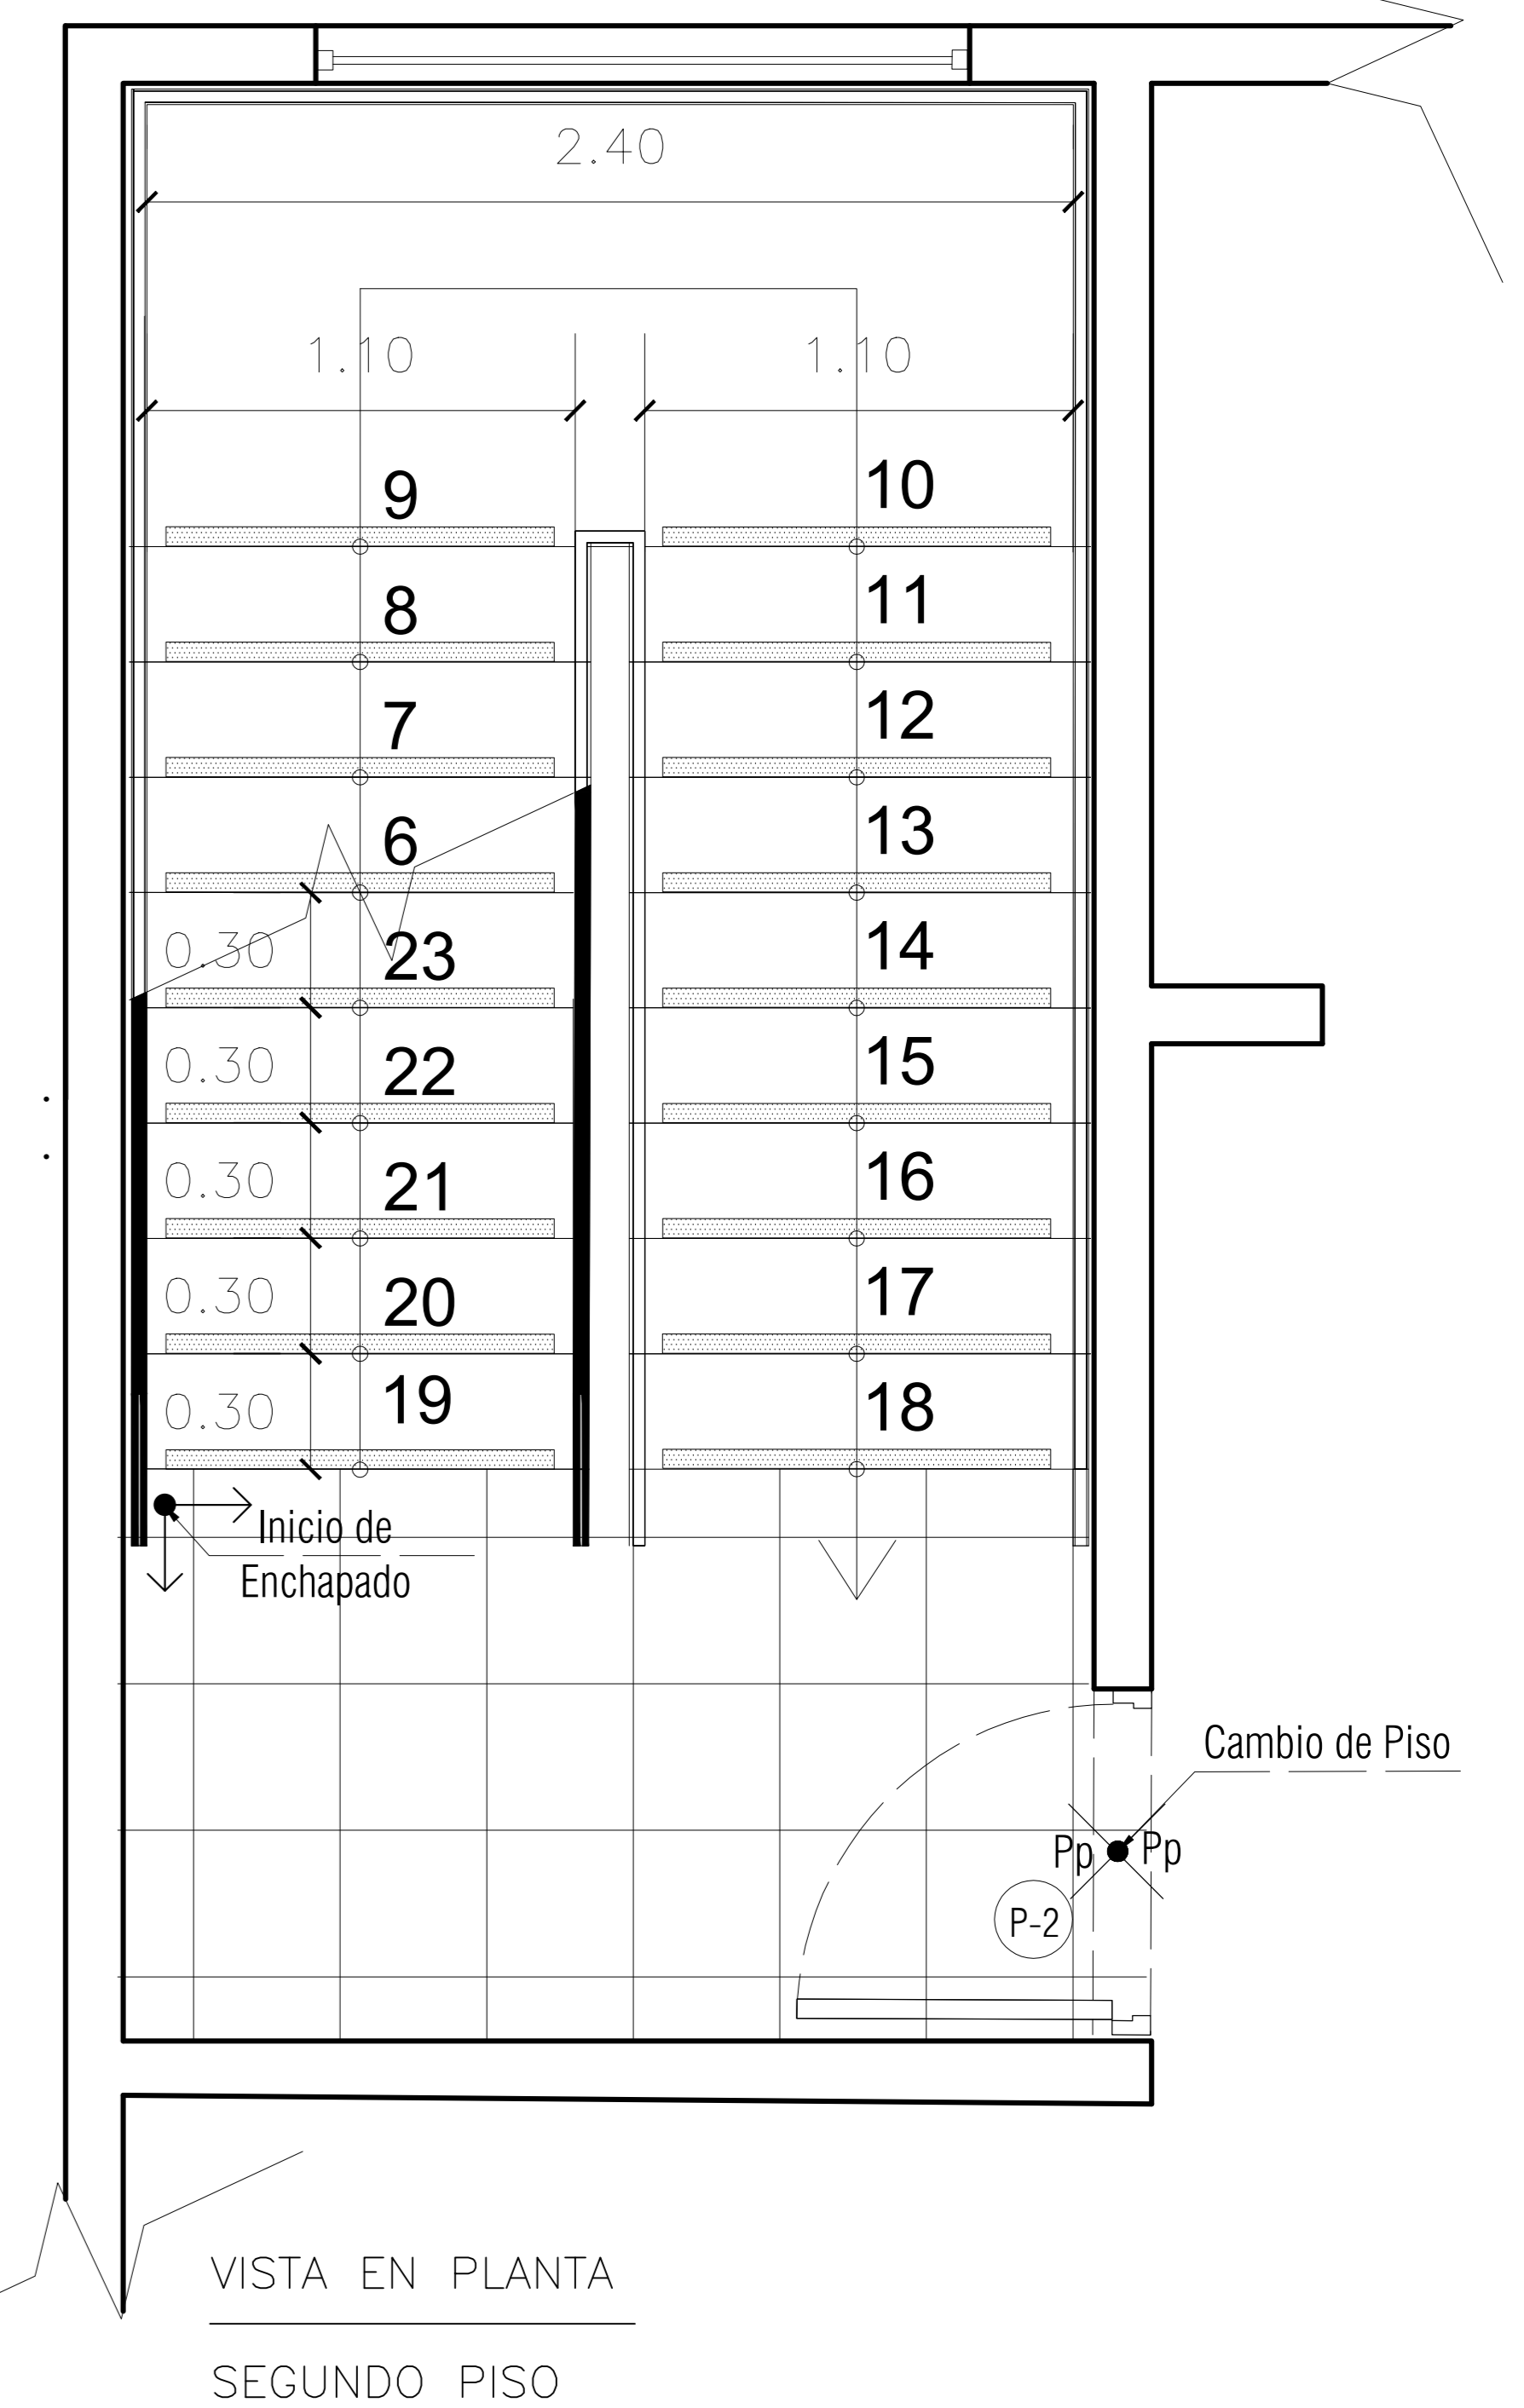 2.40
1.10 1.10
9 10
8 11
7 12
6 13
0.30 23 14
0.30 22 15
0.30 21 16
0.30 20 17
0.30 19 18
Inicio de
Enchapado
Cambio de Piso
Pp Pp
P-2
VISTA EN PLANTA
SEGUNDO PISO